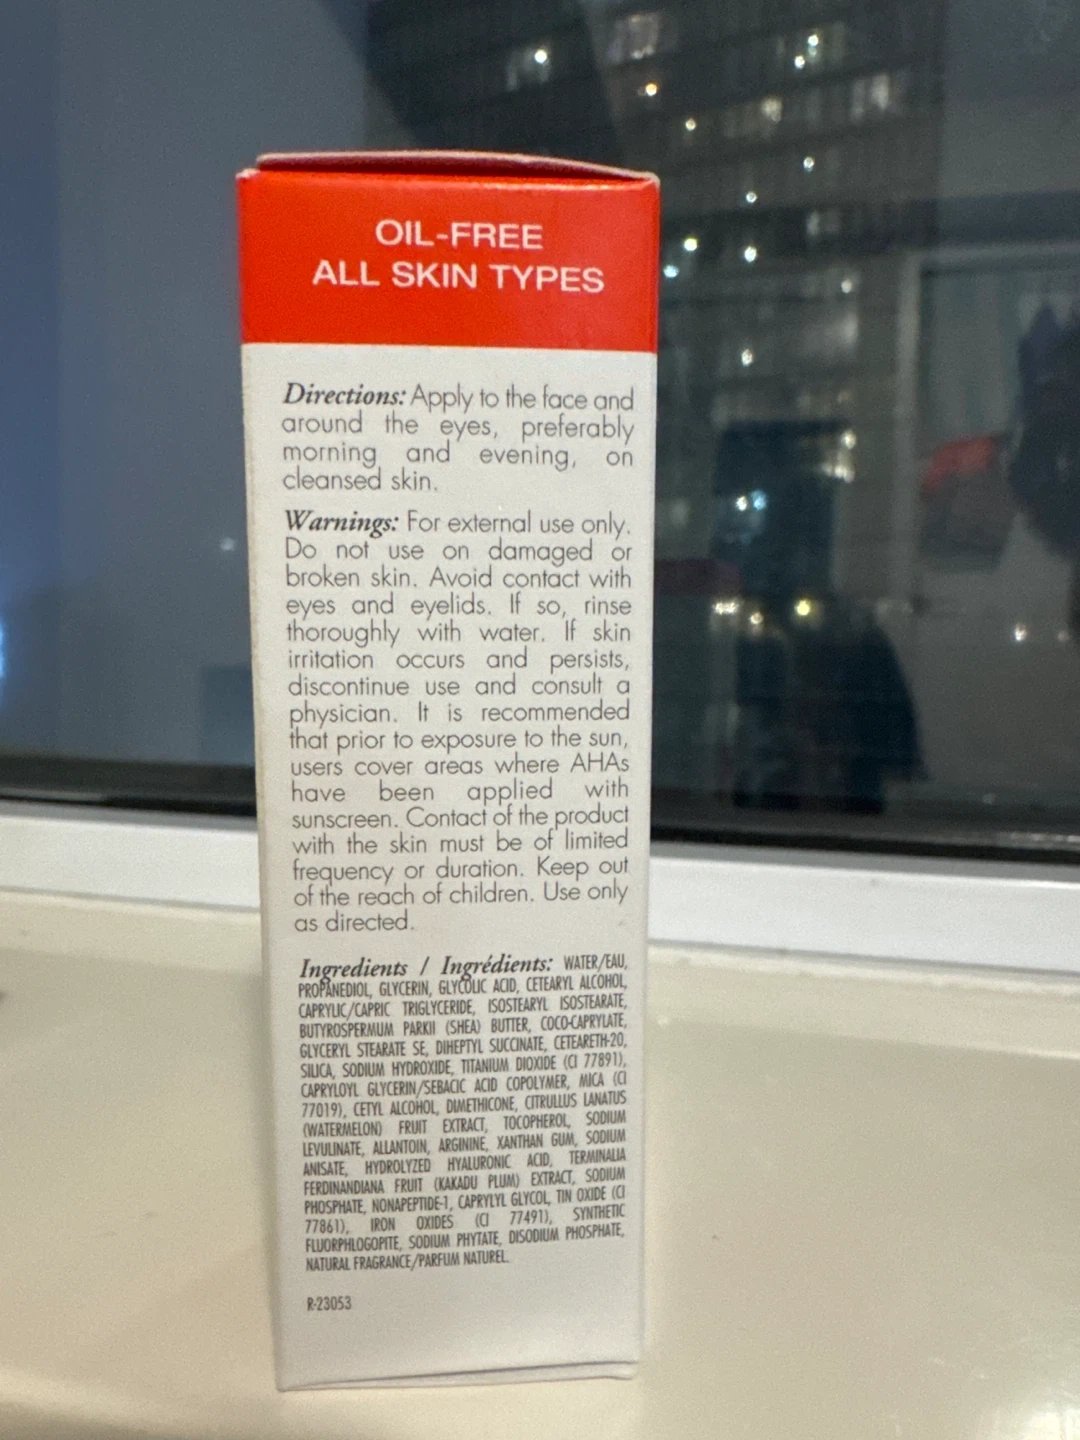 OIL-FREE
ALL SKIN TYPES
Directions: Apply to the face and
around the eyes, preferably
morning and evening, on
cleansed skin.
Warnings: For external use only.
Do not use on damaged or
broken skin. Avoid contact with
eyes and eyelids. If so, rinse
thoroughly with water. If skin
irritation occurs and persists,
discontinue use and consult a
physician. It is recommended
that prior to exposure to the sun,
users cover areas where AHAs
have been applied with
sunscreen. Contact of the product
with the skin must be of limited
frequency or duration. Keep out
of the reach of children. Use only
as directed.
Ingredients / Ingrédients: WATER/EAU,
PROPANEDIOL, GLYCERIN, GLYCOLIC ACID, CETEARYL ALCOHOL,
CAPRYLIC/CAPRIC TRIGLYCERIDE, ISOSTEARYL ISOSTEARATE,
BUTYROSPERMUM PARKII (SHEA) BUTTER, COCO-CAPRYLATE,
GLYCERYL STEARATE SE, DIHEPTYL SUCCINATE, CETEARETH-20,
SILICA, SODIUM HYDROXIDE, TITANIUM DIOXIDE (CI 77891),
CAPRYLOYL GLYCERIN/SEBACIC ACID COPOLYMER, MICA (CI
77019), CETYL ALCOHOL, DIMETHICONE, CITRULLUS LANATUS
(WATERMELON) FRUIT EXTRACT, TOCOPHEROL, SODIUM
LEVULINATE, ALLANTOIN, ARGININE, XANTHAN GUM, SODIUM
ANISATE, HYDROLYZED HYALURONIC ACID, TERMINALIA
FERDINANDIANA FRUIT (KAKADU PLUM) EXTRACT, SODIUM
PHOSPHATE, NONAPEPTIDE-1, CAPRYLYL GLYCOL, TIN OXIDE (CI
77861), IRON OXIDES (CI 77491), SYNTHETIC
FLUORPHLOGOPITE, SODIUM PHYTATE, DISODIUM PHOSPHATE,
NATURAL FRAGRANCE/PARFUM NATUREL.
R-23053